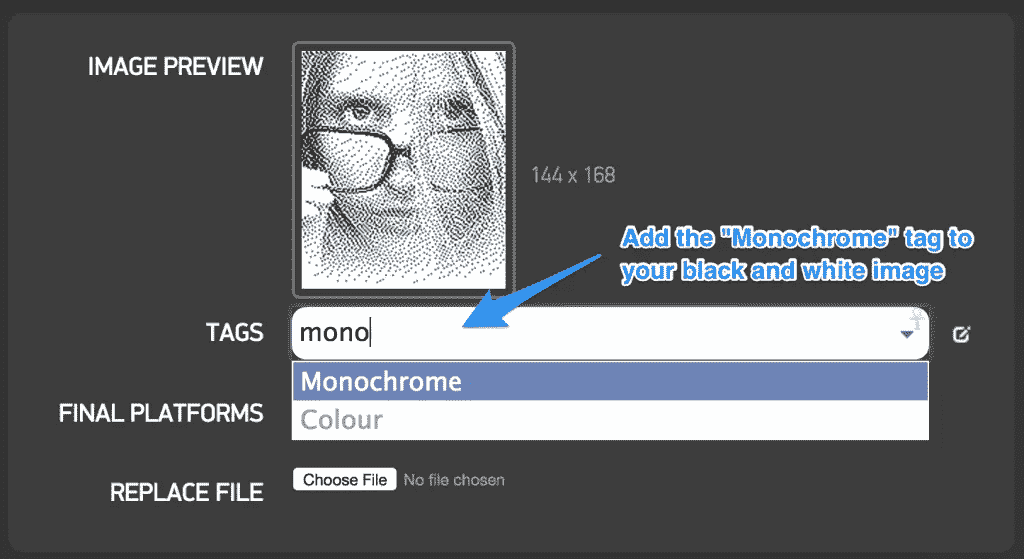 IMAGE PREVIEW
144 x 168
Add the "Monochrome" tag to
your black and white image
TAGS
mono
Monochrome
FINAL PLATFORMS
Colour
REPLACE FILE
Choose File No file chosen